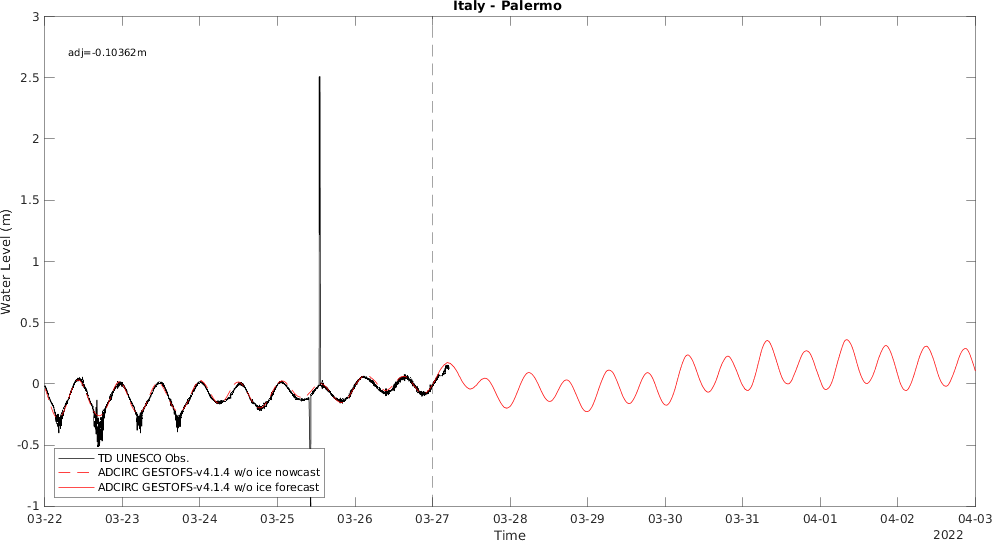 Italy - Palermo
adj=-0.10362m
Water Level (m)
3
2.5
2
1.5
1
0.5
0
-0.5
-1
TD UNESCO Obs.
ADCIRC GESTOFS-v4.1.4 w/o ice nowcast
ADCIRC GESTOFS-v4.1.4 w/o ice forecast
03-22 03-23 03-24 03-25 03-26 03-27 03-28 03-29 03-30 03-31 04-01 04-02 04-03
Time
2022